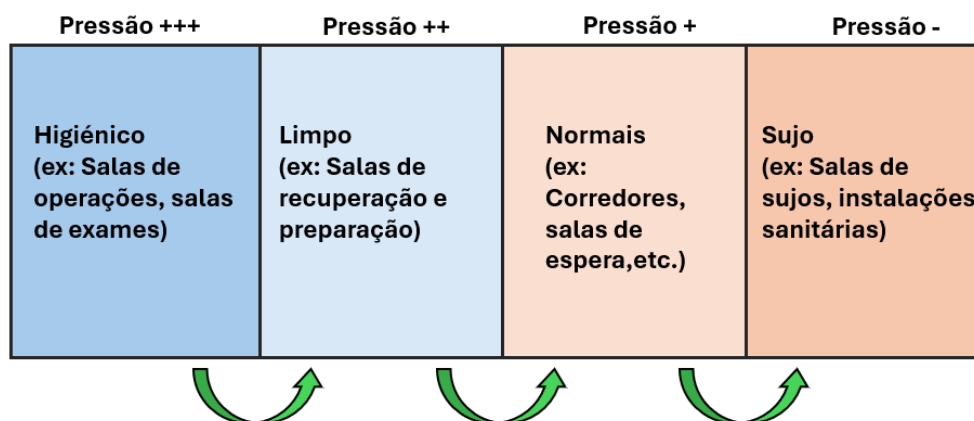 Pressão +++
Pressão ++
Pressão +
Pressão -
Higiénico
(ex: Salas de
operações, salas
de exames)
Limpo
(ex: Salas de
recuperação e
preparação)
Normais
(ex:
Corredores,
salas de
espera,etc.)
Sujo
(ex: Salas de
sujos, instalações
sanitárias)